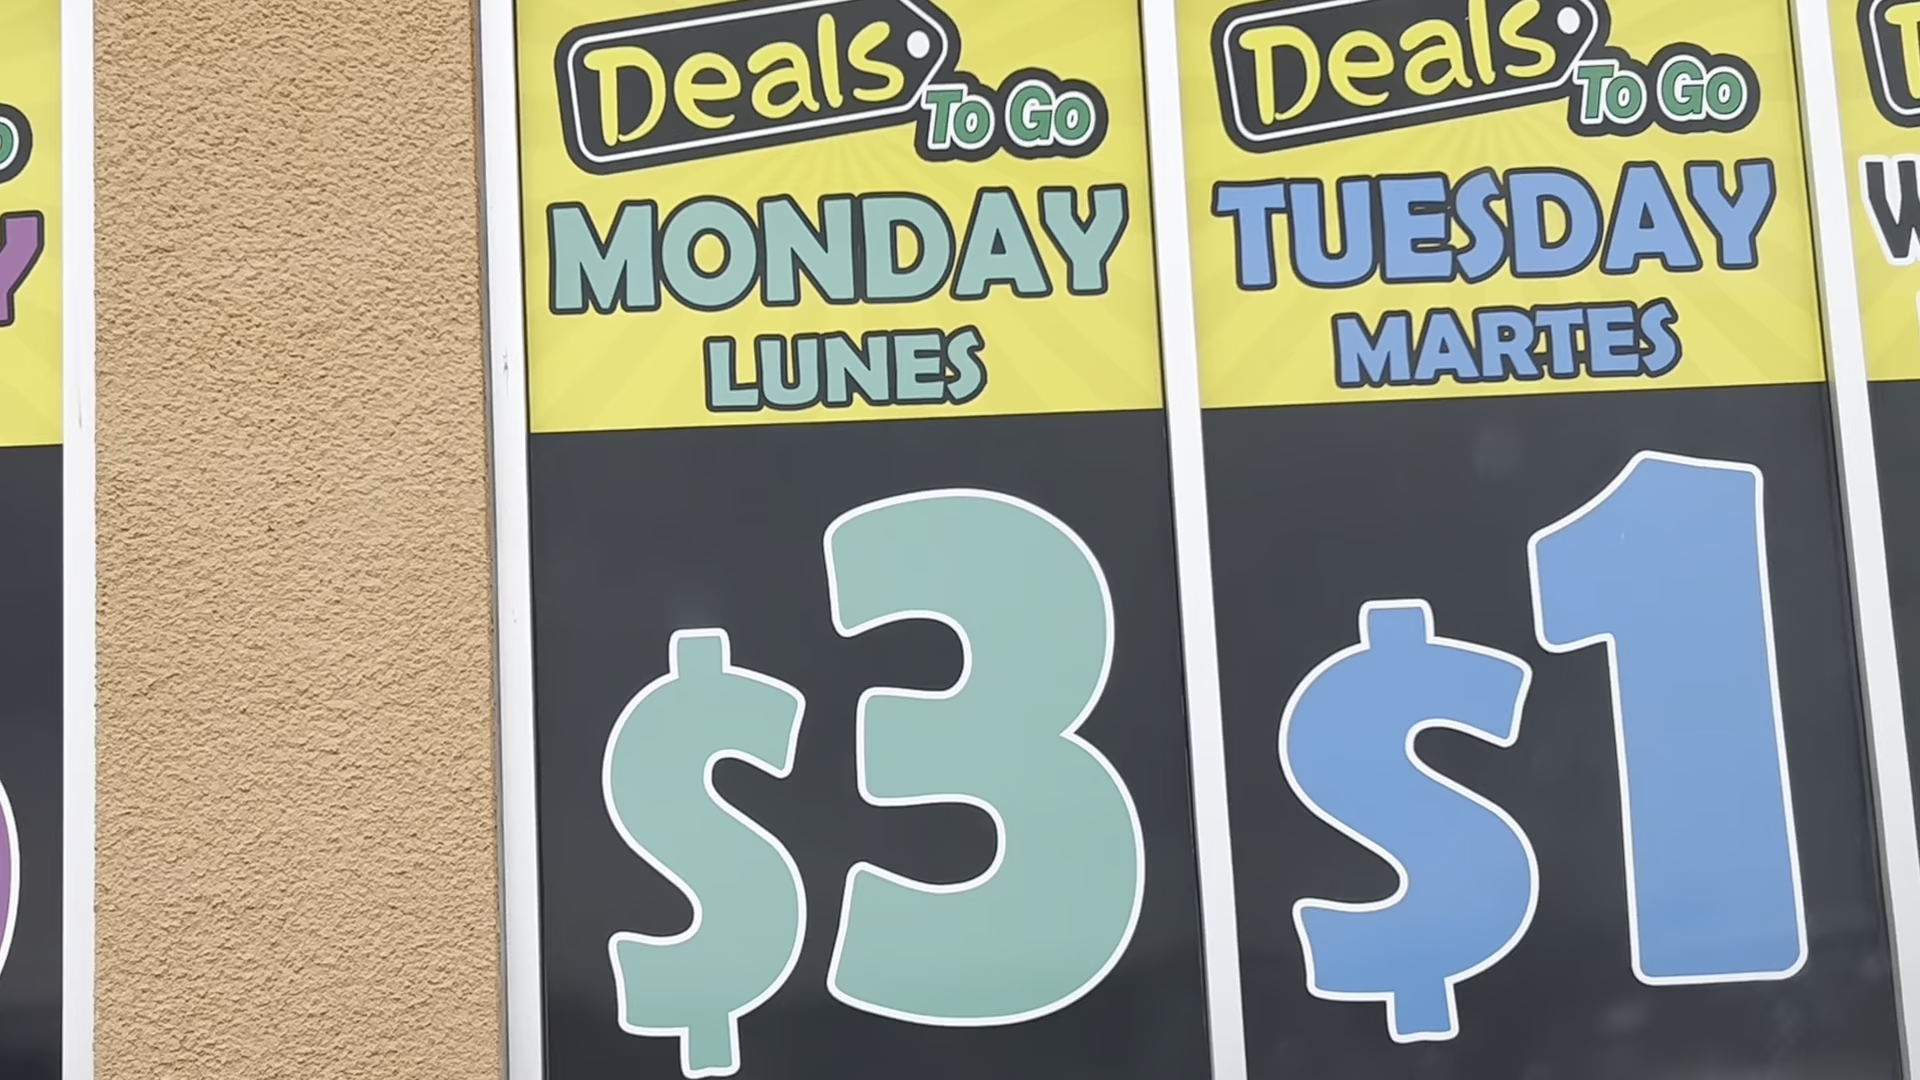 Deals
To Go
MONDAY
LUNES
$3
Deals
To Go
TUESDAY
MARTES
$1